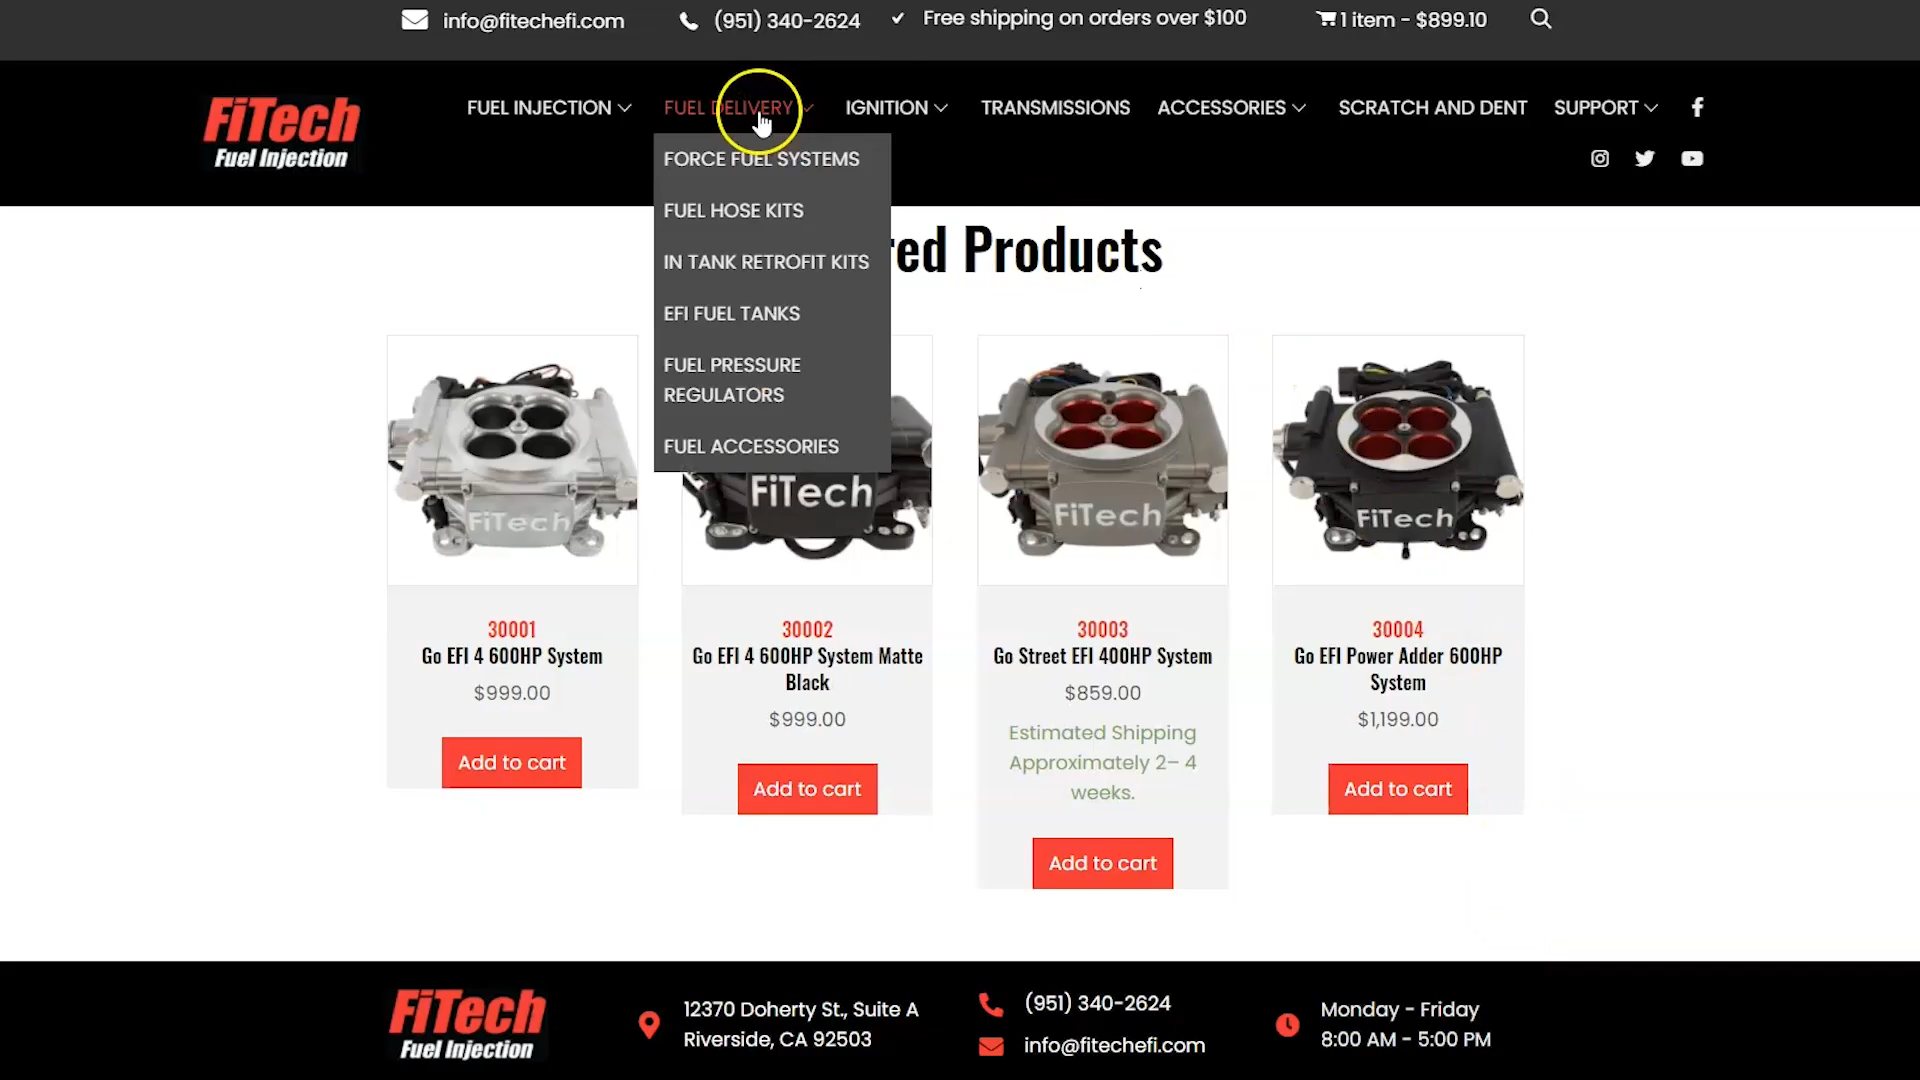 info@fitechefi.com
(951) 340-2624
Free shipping on orders over $100
1 item - $899.10
FiTech
Fuel Injection
FUEL INJECTION
FUEL DELIVERY
IGNITION
TRANSMISSIONS
ACCESSORIES
SCRATCH AND DENT
SUPPORT
FORCE FUEL SYSTEMS
FUEL HOSE KITS
IN TANK RETROFIT KITS
EFI FUEL TANKS
FUEL PRESSURE
REGULATORS
FUEL ACCESSORIES
red Products
FiTech
FiTech
FiTech
FiTech
30001
Go EFI 4 600HP System
$999.00
Add to cart
30002
Go EFI 4 600HP System Matte
Black
$999.00
Add to cart
30003
Go Street EFI 400HP System
$859.00
Estimated Shipping
Approximately 2– 4
weeks.
Add to cart
30004
Go EFI Power Adder 600HP
System
$1,199.00
Add to cart
FiTech
Fuel Injection
12370 Doherty St., Suite A
Riverside, CA 92503
(951) 340-2624
info@fitechefi.com
Monday - Friday
8:00 AM - 5:00 PM